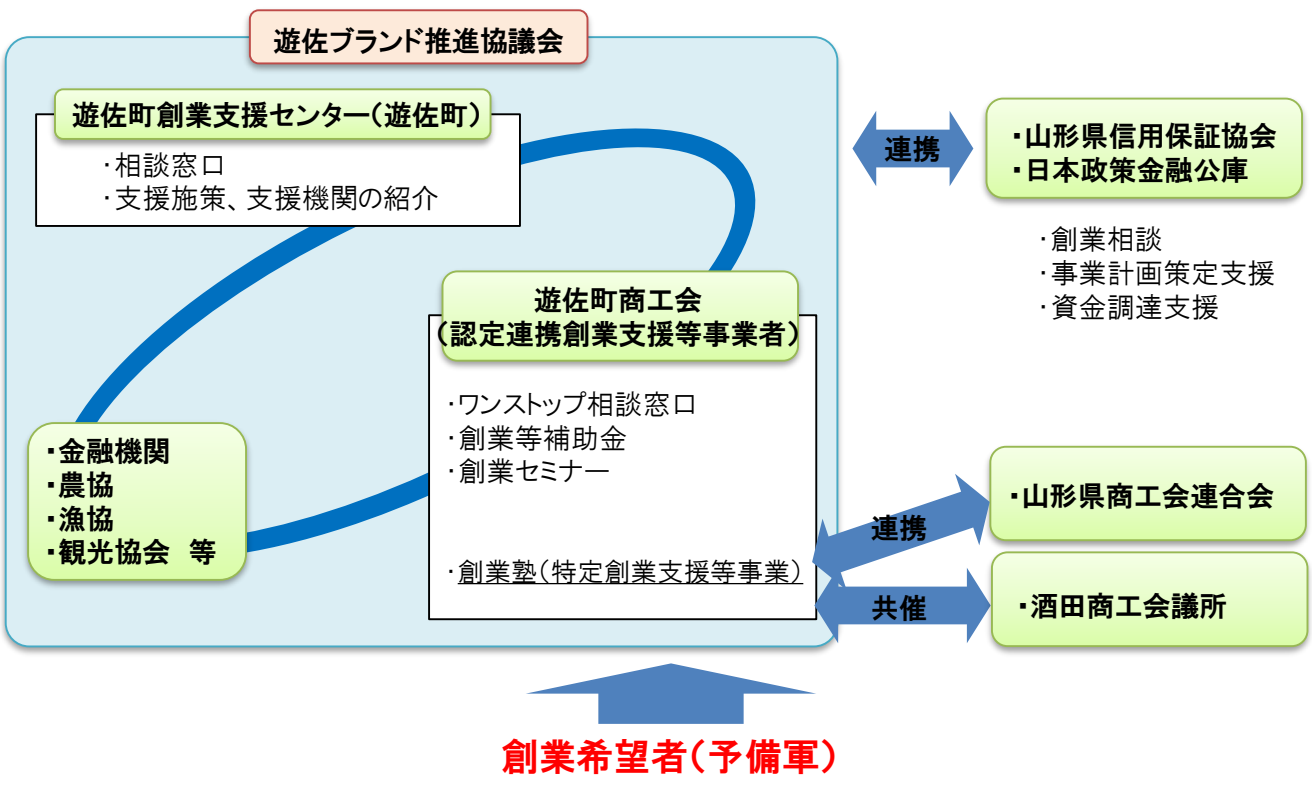 遊佐ブランド推進協議会
遊佐町創業支援センター(遊佐町)
・相談窓口
・支援施策、支援機関の紹介
連携
・山形県信用保証協会
・日本政策金融公庫
・創業相談
・事業計画策定支援
・資金調達支援
遊佐町商工会
(認定連携創業支援等事業者)
・ワンストップ相談窓口
・創業等補助金
・創業セミナー
・創業塾(特定創業支援等事業)
・金融機関
・農協
・漁協
・観光協会 等
連携
・山形県商工会連合会
共催
・酒田商工会議所
創業希望者(予備軍)